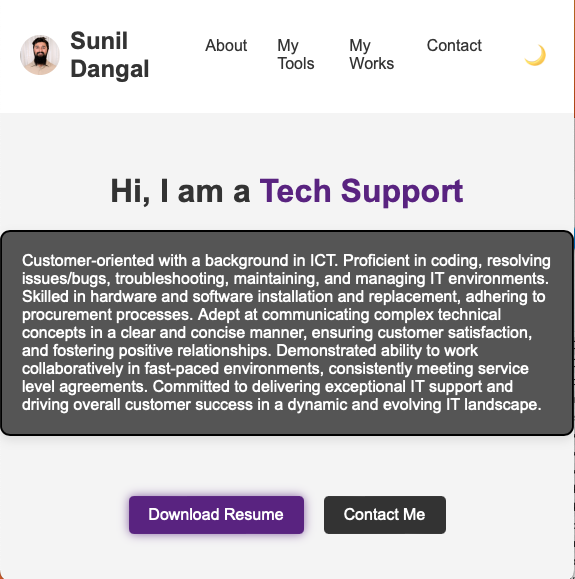 Sunil
Dangal
About
My
Tools
My
Works
Contact
Hi, I am a Tech Support
Customer-oriented with a background in ICT. Proficient in coding, resolving
issues/bugs, troubleshooting, maintaining, and managing IT environments.
Skilled in hardware and software installation and replacement, adhering to
procurement processes. Adept at communicating complex technical
concepts in a clear and concise manner, ensuring customer satisfaction,
and fostering positive relationships. Demonstrated ability to work
collaboratively in fast-paced environments, consistently meeting service
level agreements. Committed to delivering exceptional IT support and
driving overall customer success in a dynamic and evolving IT landscape.
Download Resume
Contact Me